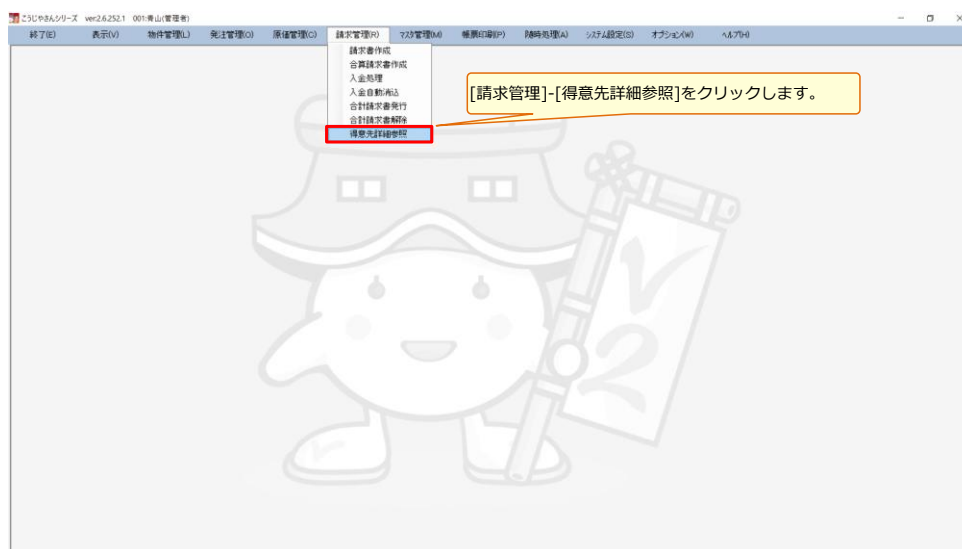 こうじやさんシリーズ ver.2.6.252.1 001:青山(管理者)
終了(E) 表示(V) 物件管理(L) 発注管理(O) 原価管理(C) 請求管理(R) マスタ管理(M) 帳票印刷(P) 随時処理(A) システム設定(S) オプション(W) ヘルプ(H)
請求書作成
合算請求書作成
入金処理
入金自動消込
合計請求書発行
合計請求書解除
得意先詳細参照
[請求管理]-[得意先詳細参照]をクリックします。
V2